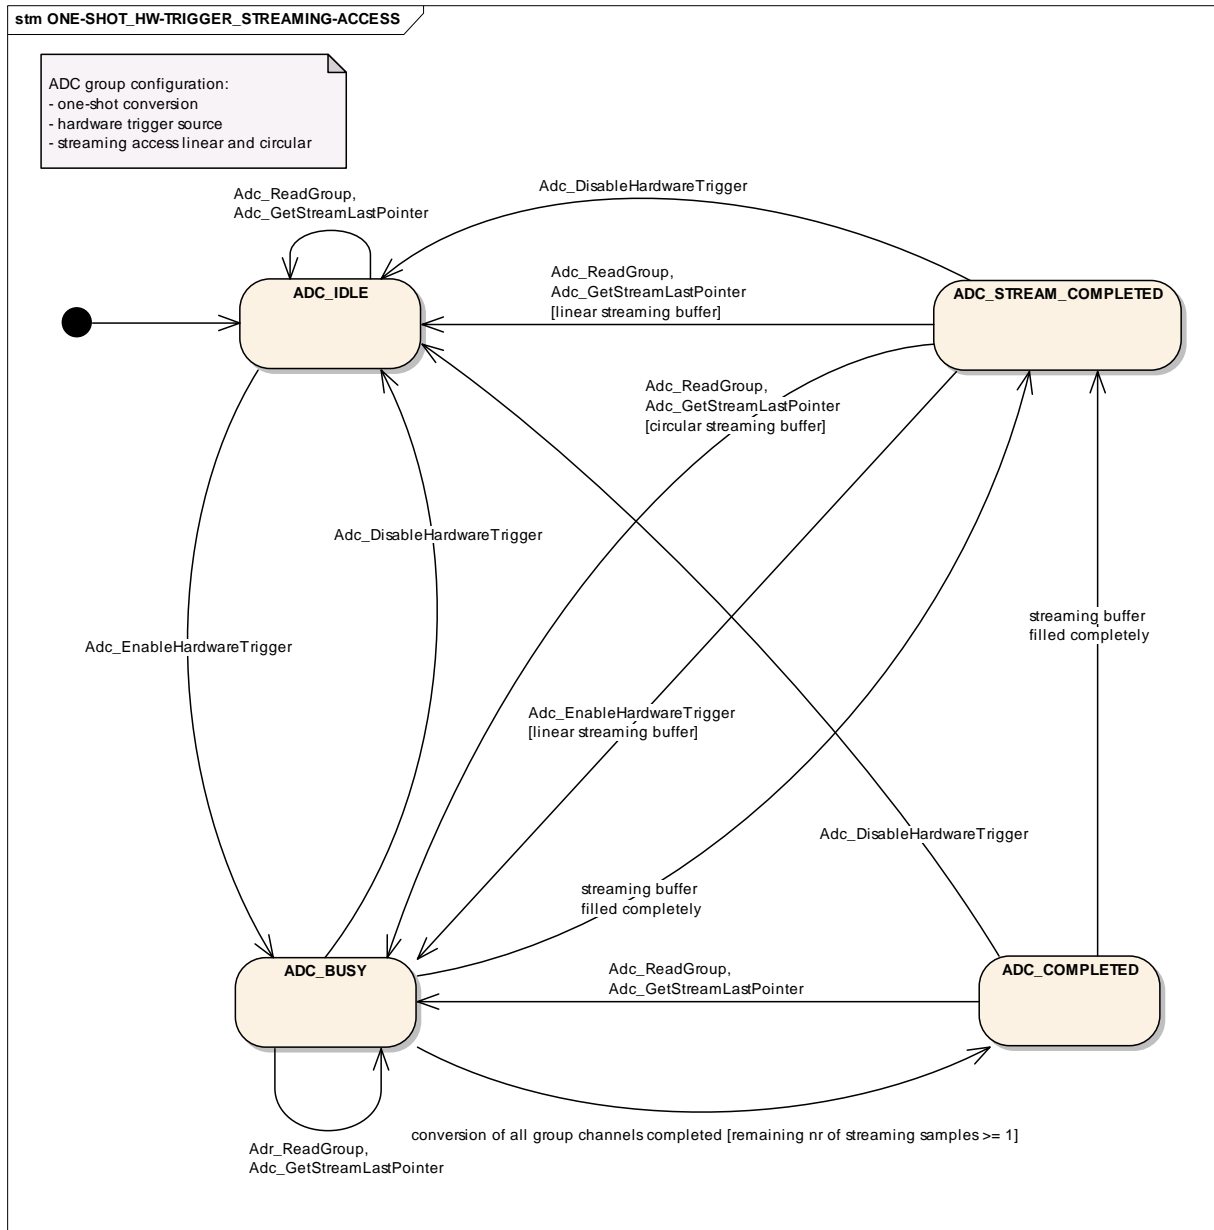 stm ONE-SHOT_HW-TRIGGER_STREAMING-ACCESS
ADC group configuration:
- one-shot conversion
- hardware trigger source
- streaming access linear and circular
Adc_ReadGroup,
Adc_GetStreamLastPointer
Adc_DisableHardwareTrigger
ADC_IDLE
Adc_ReadGroup,
Adc_GetStreamLastPointer
[linear streaming buffer]
ADC_STREAM_COMPLETED
Adc_ReadGroup,
Adc_GetStreamLastPointer
[circular streaming buffer]
Adc_DisableHardwareTrigger
Adc_EnableHardwareTrigger
streaming buffer
filled completely
Adc_EnableHardwareTrigger
[linear streaming buffer]
Adc_DisableHardwareTrigger
streaming buffer
filled completely
ADC_BUSY
Adc_ReadGroup,
Adc_GetStreamLastPointer
ADC_COMPLETED
conversion of all group channels completed [remaining nr of streaming samples >= 1]
Adr_ReadGroup,
Adc_GetStreamLastPointer